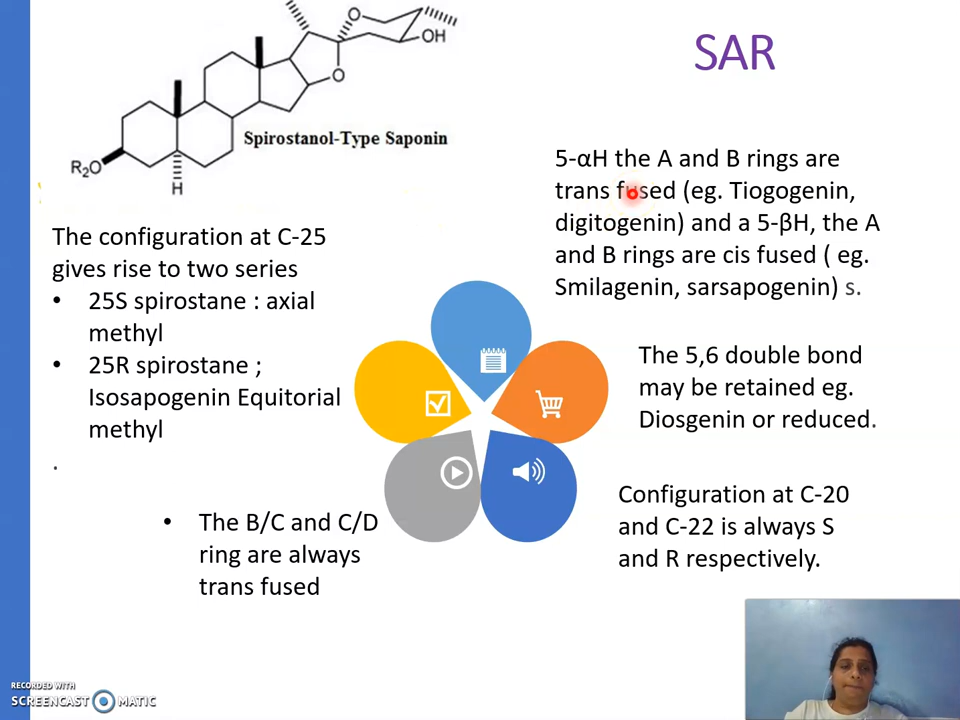 SAR
O
OH
O
Spirostanol-Type Saponin
R₂O
H
The configuration at C-25
gives rise to two series
• 25S spirostane : axial
methyl
• 25R spirostane ;
Isosapogenin Equitorial
methyl
.
• The B/C and C/D
ring are always
trans fused
5-αH the A and B rings are
trans fused (eg. Tiogogenin,
digitogenin) and a 5-βH, the A
and B rings are cis fused ( eg.
Smilagenin, sarsapogenin) s.
The 5,6 double bond
may be retained eg.
Diosgenin or reduced.
Configuration at C-20
and C-22 is always S
and R respectively.
RECORDED WITH
SCREENCAST MATIC